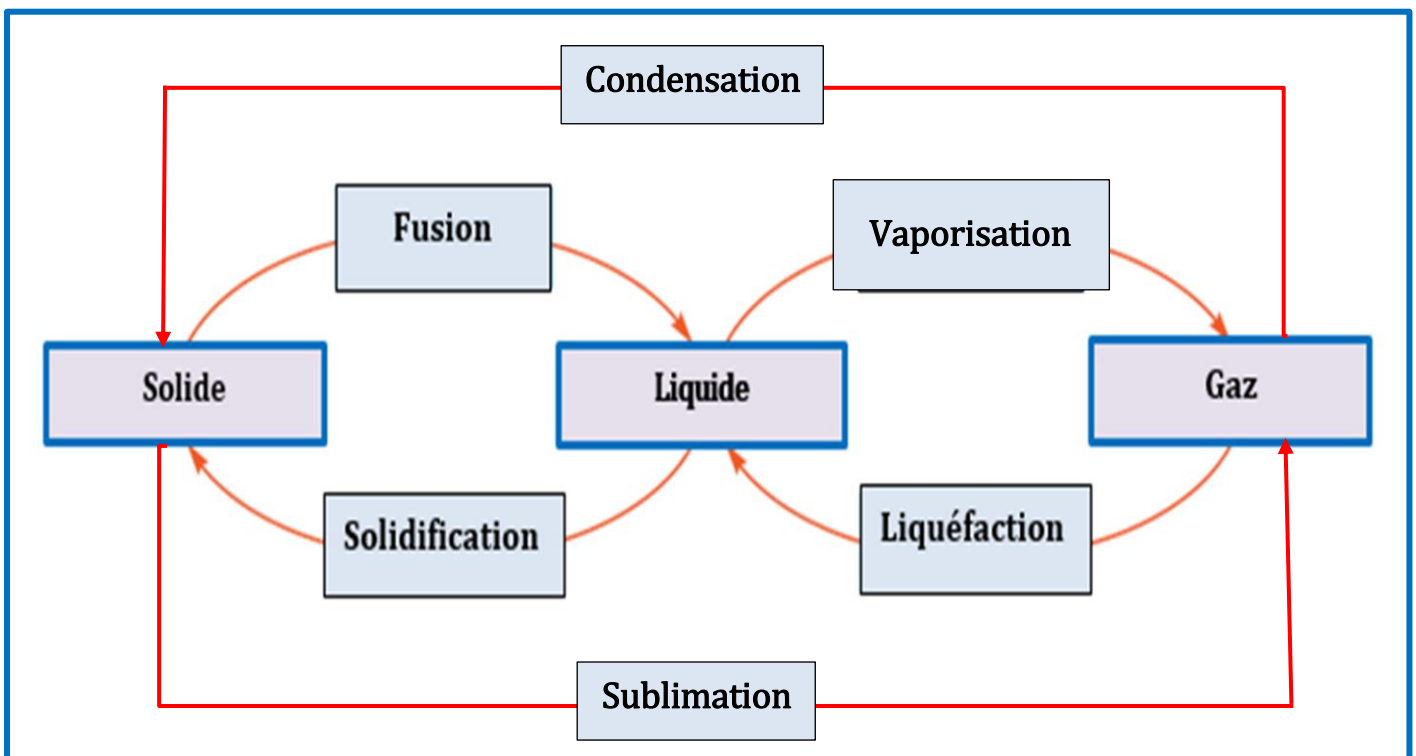 Condensation
Fusion
Vaporisation
Solide
Liquide
Gaz
Solidification
Liquéfaction
Sublimation